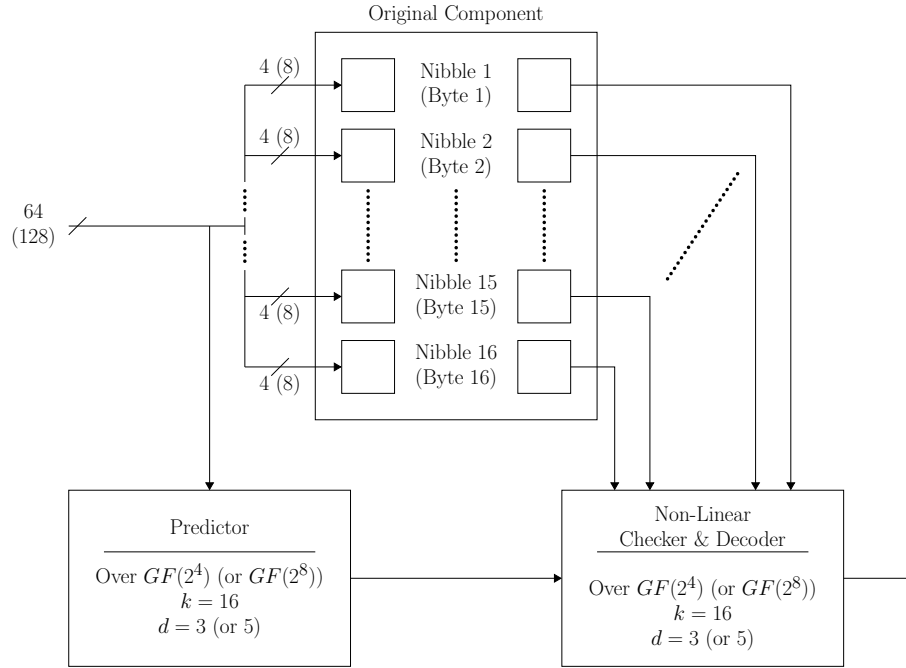 Original Component
4 (8)
Nibble 1
(Byte 1)
4 (8)
Nibble 2
(Byte 2)
64
(128)
4 (8)
Nibble 15
(Byte 15)
4 (8)
Nibble 16
(Byte 16)
Predictor
Over GF(2^4) (or GF(2^8))
k = 16
d = 3 (or 5)
Non-Linear
Checker & Decoder
Over GF(2^4) (or GF(2^8))
k = 16
d = 3 (or 5)